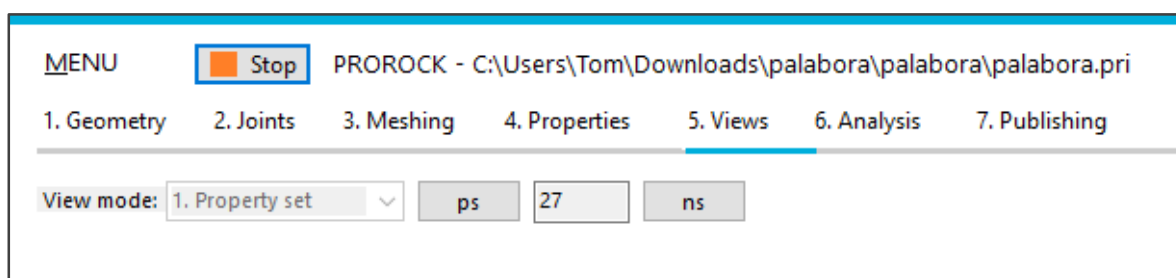 MENU Stop PROROCK - C:\Users\Tom\Downloads\palabora\palabora\palabora.pri
1. Geometry 2. Joints 3. Meshing 4. Properties 5. Views 6. Analysis 7. Publishing
View mode: 1. Property set ps 27 ns